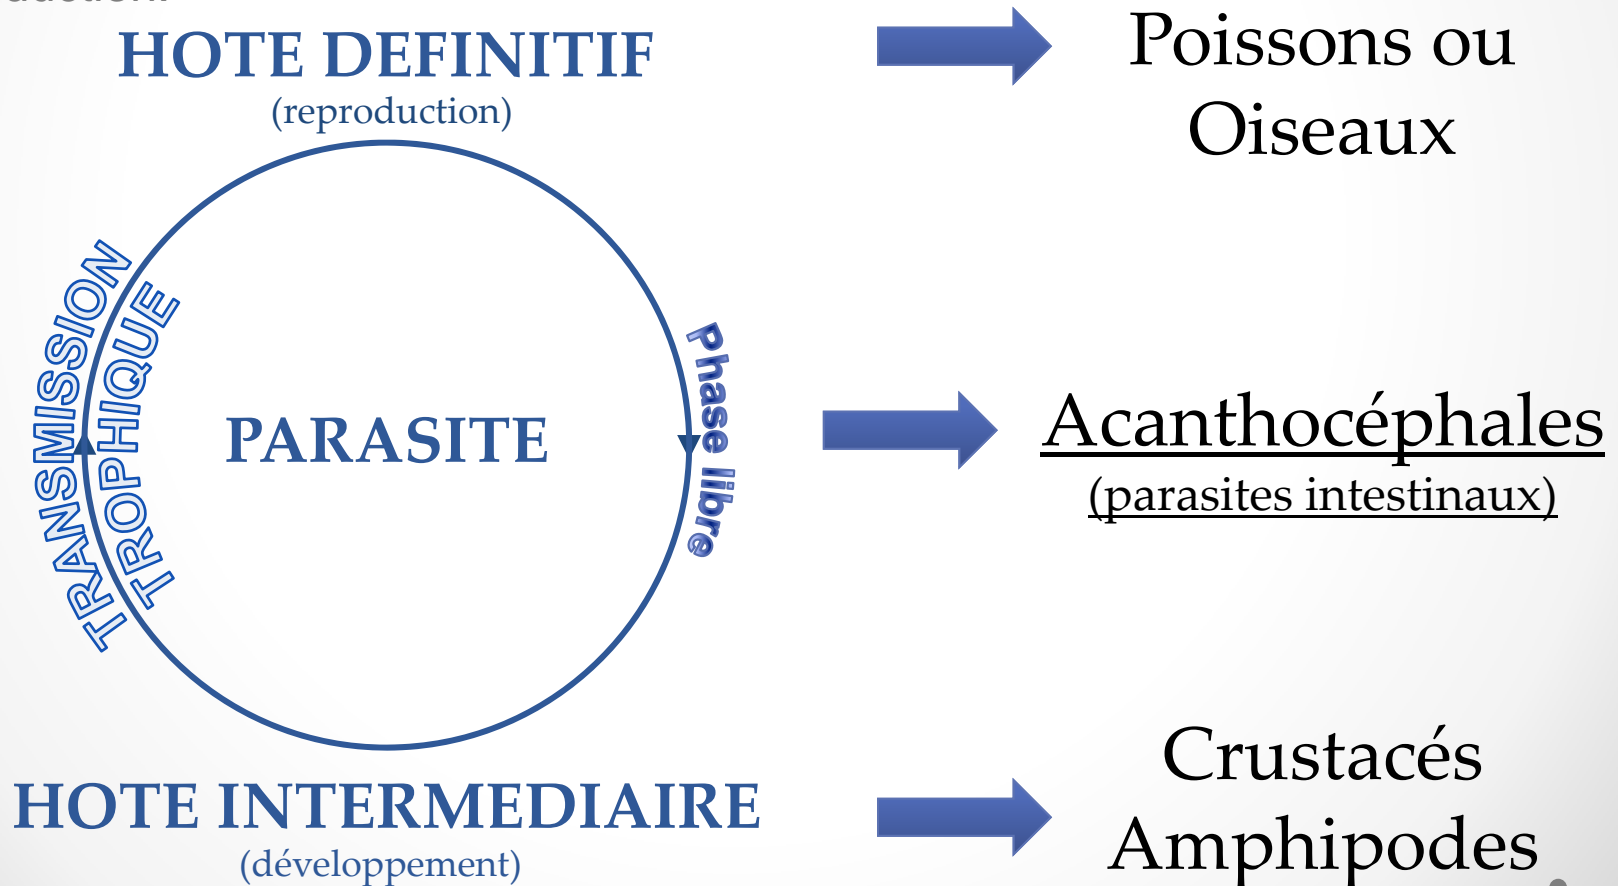 HOTE DEFINITIF
(reproduction)
Poissons ou
Oiseaux
TRANSMISSION
TROPHIQUE
PARASITE
Phase libre
Acanthocéphales
(parasites intestinaux)
HOTE INTERMEDIAIRE
(développement)
Crustacés
Amphipodes